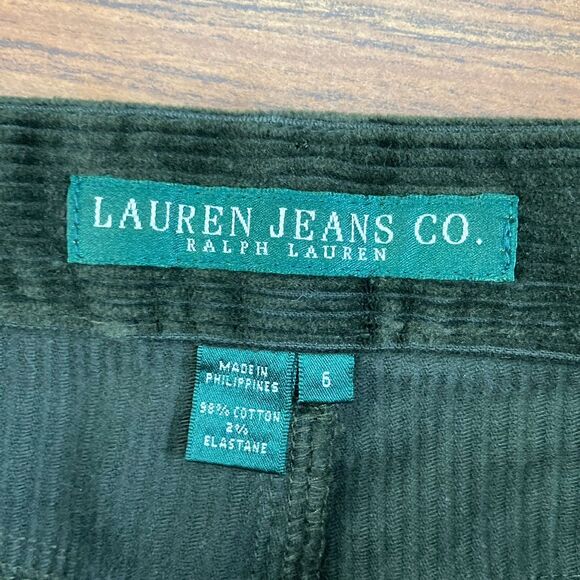 LAUREN JEANS CO.
RALPH LAUREN
MADE IN
PHILIPPINES
98% COTTON
2%
ELASTANE
6